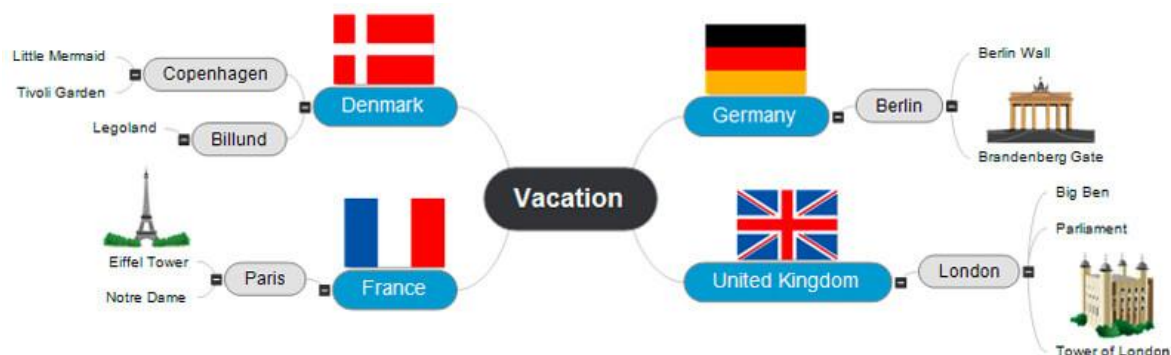 Vacation
Denmark
Copenhagen
Little Mermaid
Tivoli Garden
Billund
Legoland
France
Paris
Eiffel Tower
Notre Dame
Germany
Berlin
Berlin Wall
Brandenberg Gate
United Kingdom
London
Big Ben
Parliament
Tower of London